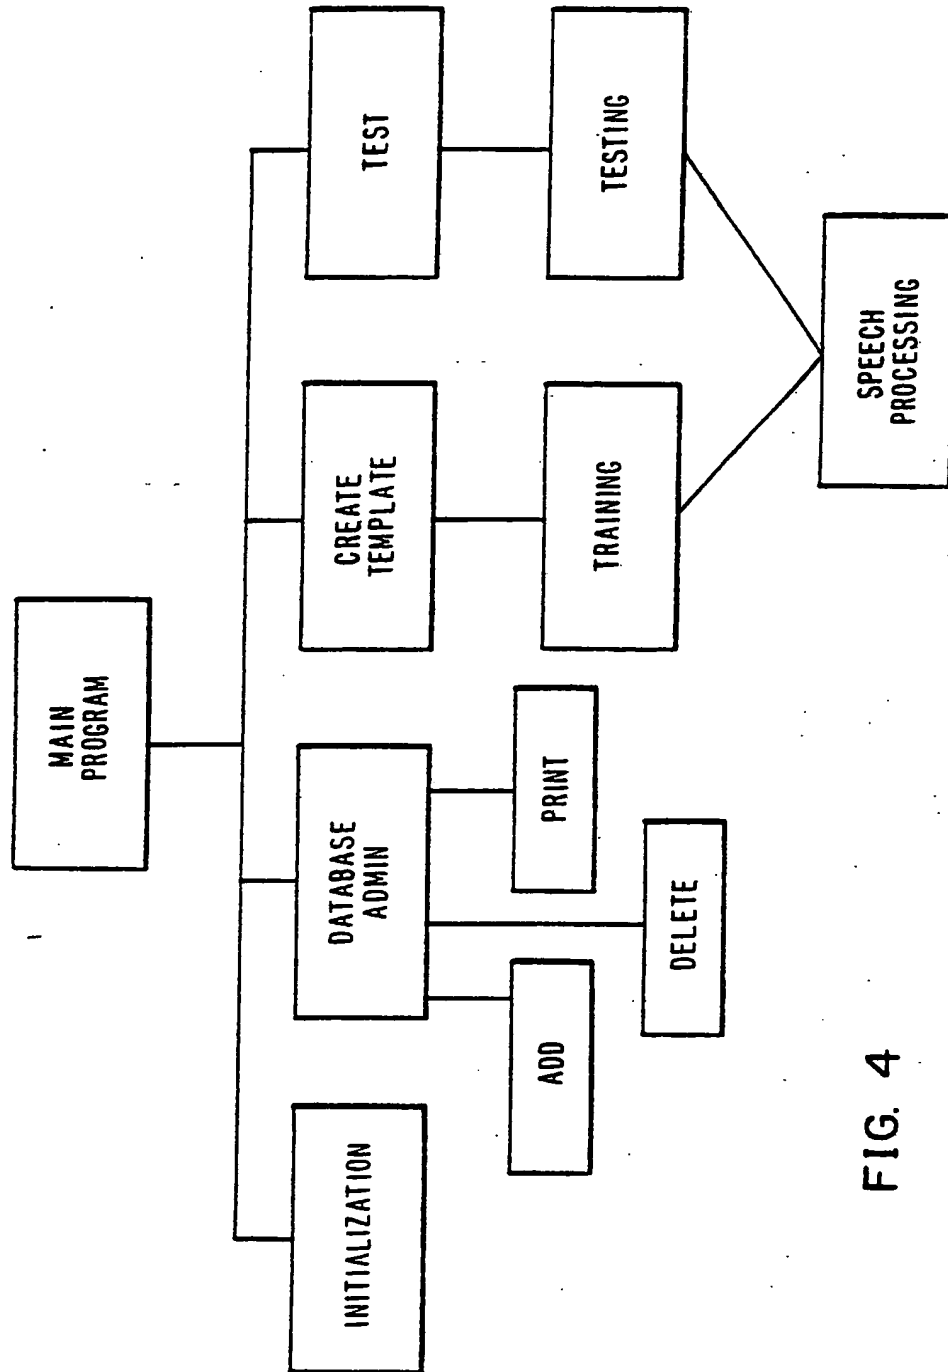 MAIN
PROGRAM
INITIALIZATION
DATABASE
ADMIN
CREATE
TEMPLATE
TEST
ADD
DELETE
PRINT
TRAINING
TESTING
SPEECH
PROCESSING
FIG. 4